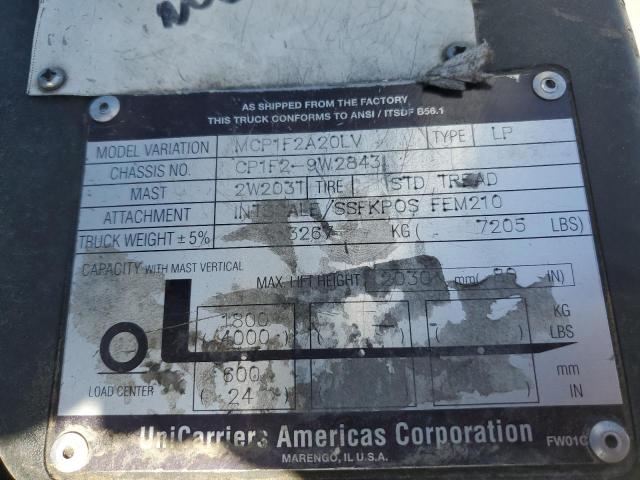 AS SHIPPED FROM THE FACTORY
THIS TRUCK CONFORMS TO ANSI / ITSDF B56.1
MODEL VARIATION MCP1F2A20LV TYPE LP
CHASSIS NO. CP1F2-9W2843
MAST 2W203T TIRE STD TREAD
ATTACHMENT FEM210
TRUCK WEIGHT ± 5% 3267 KG ( 7205 LBS)
CAPACITY WITH MAST VERTICAL
MAX. LIFT HEIGHT 2030 mm( IN)
1800 KG
(4000) LBS
600 mm
LOAD CENTER (24) IN
UniCarriers Americas Corporation FW01C
MARENGO, IL U.S.A.